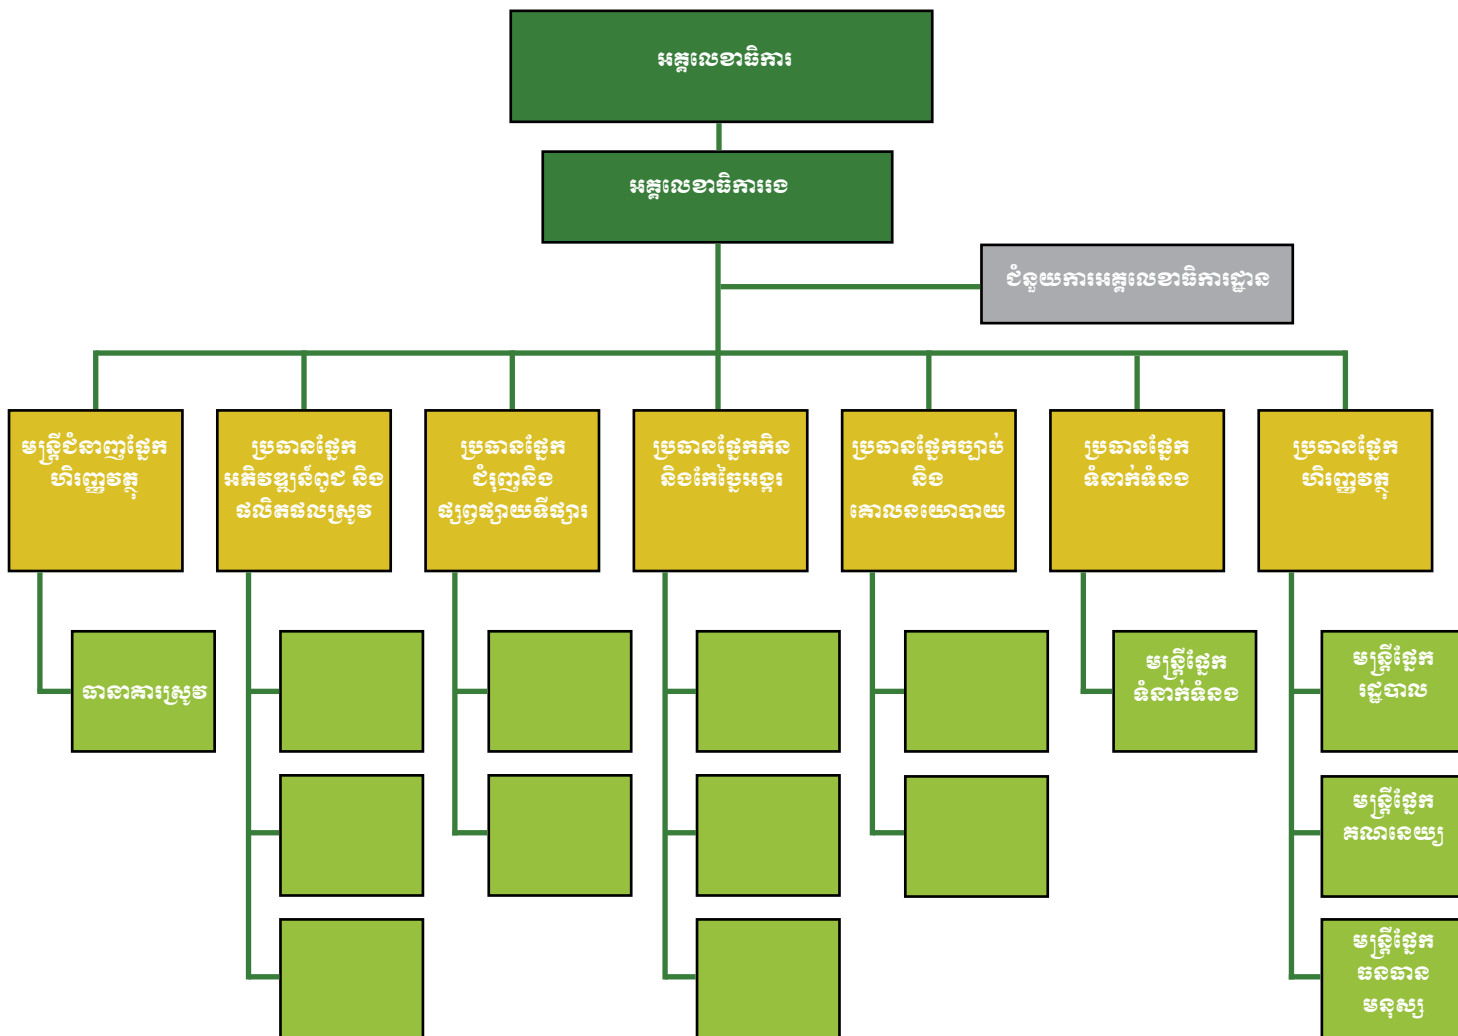 អគ្គលេខាធិការ
អគ្គលេខាធិការរង
ជំនួយការអគ្គលេខាធិការដ្ឋាន
មន្ត្រីជំនាញផ្នែក
ហិរញ្ញវត្ថុ
ប្រធានផ្នែក
អភិវឌ្ឍន៍ពូជ និង
ផលិតផលស្រូវ
ប្រធានផ្នែក
ជំរុញនិង
ផ្សព្វផ្សាយទីផ្សារ
ប្រធានផ្នែកកិន
និងកែច្នៃអង្ករ
ប្រធានផ្នែកច្បាប់
និង
គោលនយោបាយ
ប្រធានផ្នែក
ទំនាក់ទំនង
ប្រធានផ្នែក
ហិរញ្ញវត្ថុ
ធានាគារស្រូវ
មន្ត្រីផ្នែក
ទំនាក់ទំនង
មន្ត្រីផ្នែក
រដ្ឋបាល
មន្ត្រីផ្នែក
គណនេយ្យ
មន្ត្រីផ្នែក
ធនធាន
មនុស្ស